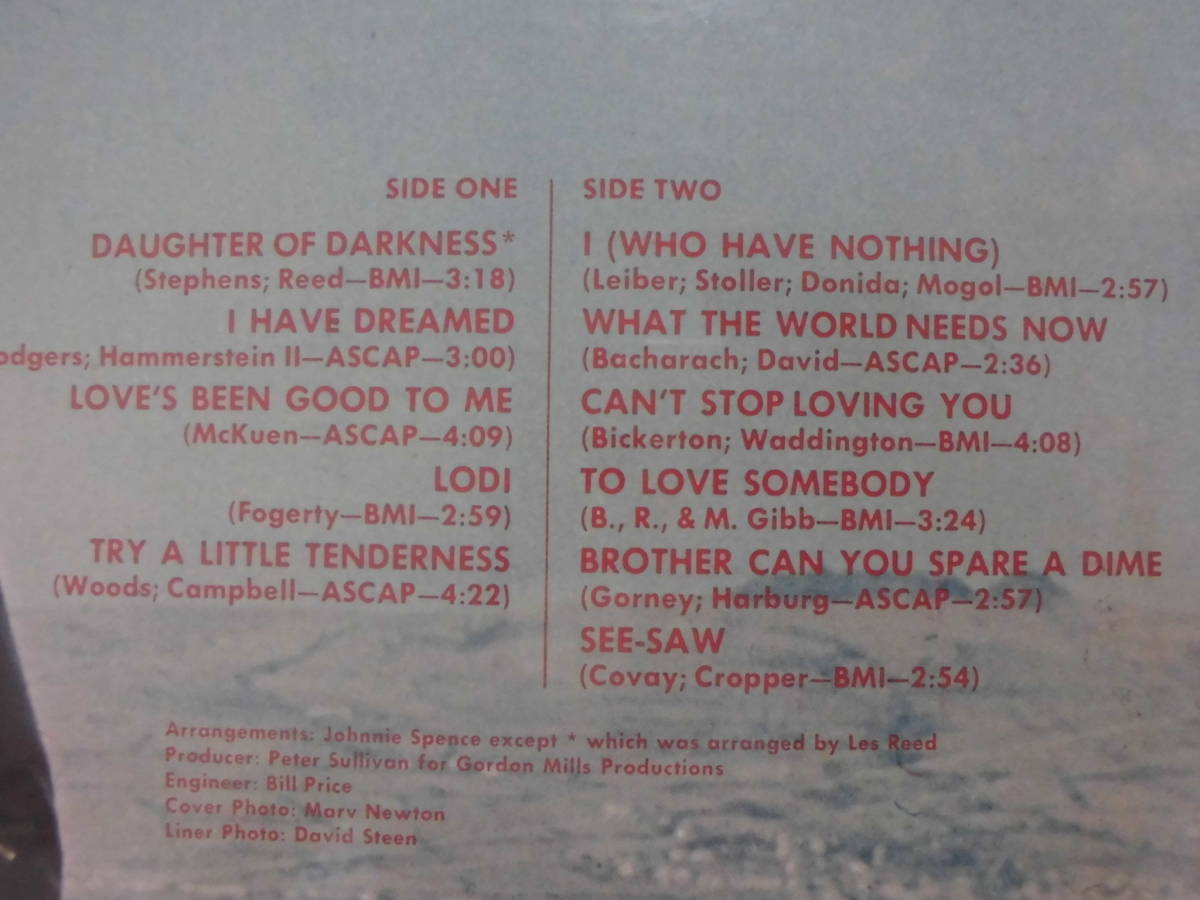 SIDE ONE
DAUGHTER OF DARKNESS*
(Stephens; Reed—BMI—3:18)
I HAVE DREAMED
odgers; Hammerstein II—ASCAP—3:00)
LOVE'S BEEN GOOD TO ME
(McKuen—ASCAP—4:09)
LODI
(Fogerty—BMI—2:59)
TRY A LITTLE TENDERNESS
(Woods; Campbell—ASCAP—4:22)
SIDE TWO
I (WHO HAVE NOTHING)
(Leiber; Stoller; Donida; Mogol—BMI—2:57)
WHAT THE WORLD NEEDS NOW
(Bacharach; David—ASCAP—2:36)
CAN'T STOP LOVING YOU
(Bickerton; Waddington—BMI—4:08)
TO LOVE SOMEBODY
(B., R., & M. Gibb—BMI—3:24)
BROTHER CAN YOU SPARE A DIME
(Gorney; Harburg—ASCAP—2:57)
SEE-SAW
(Covay; Cropper—BMI—2:54)
Arrangements: Johnnie Spence except * which was arranged by Les Reed
Producer: Peter Sullivan for Gordon Mills Productions
Engineer: Bill Price
Cover Photo: Marv Newton
Liner Photo: David Steen